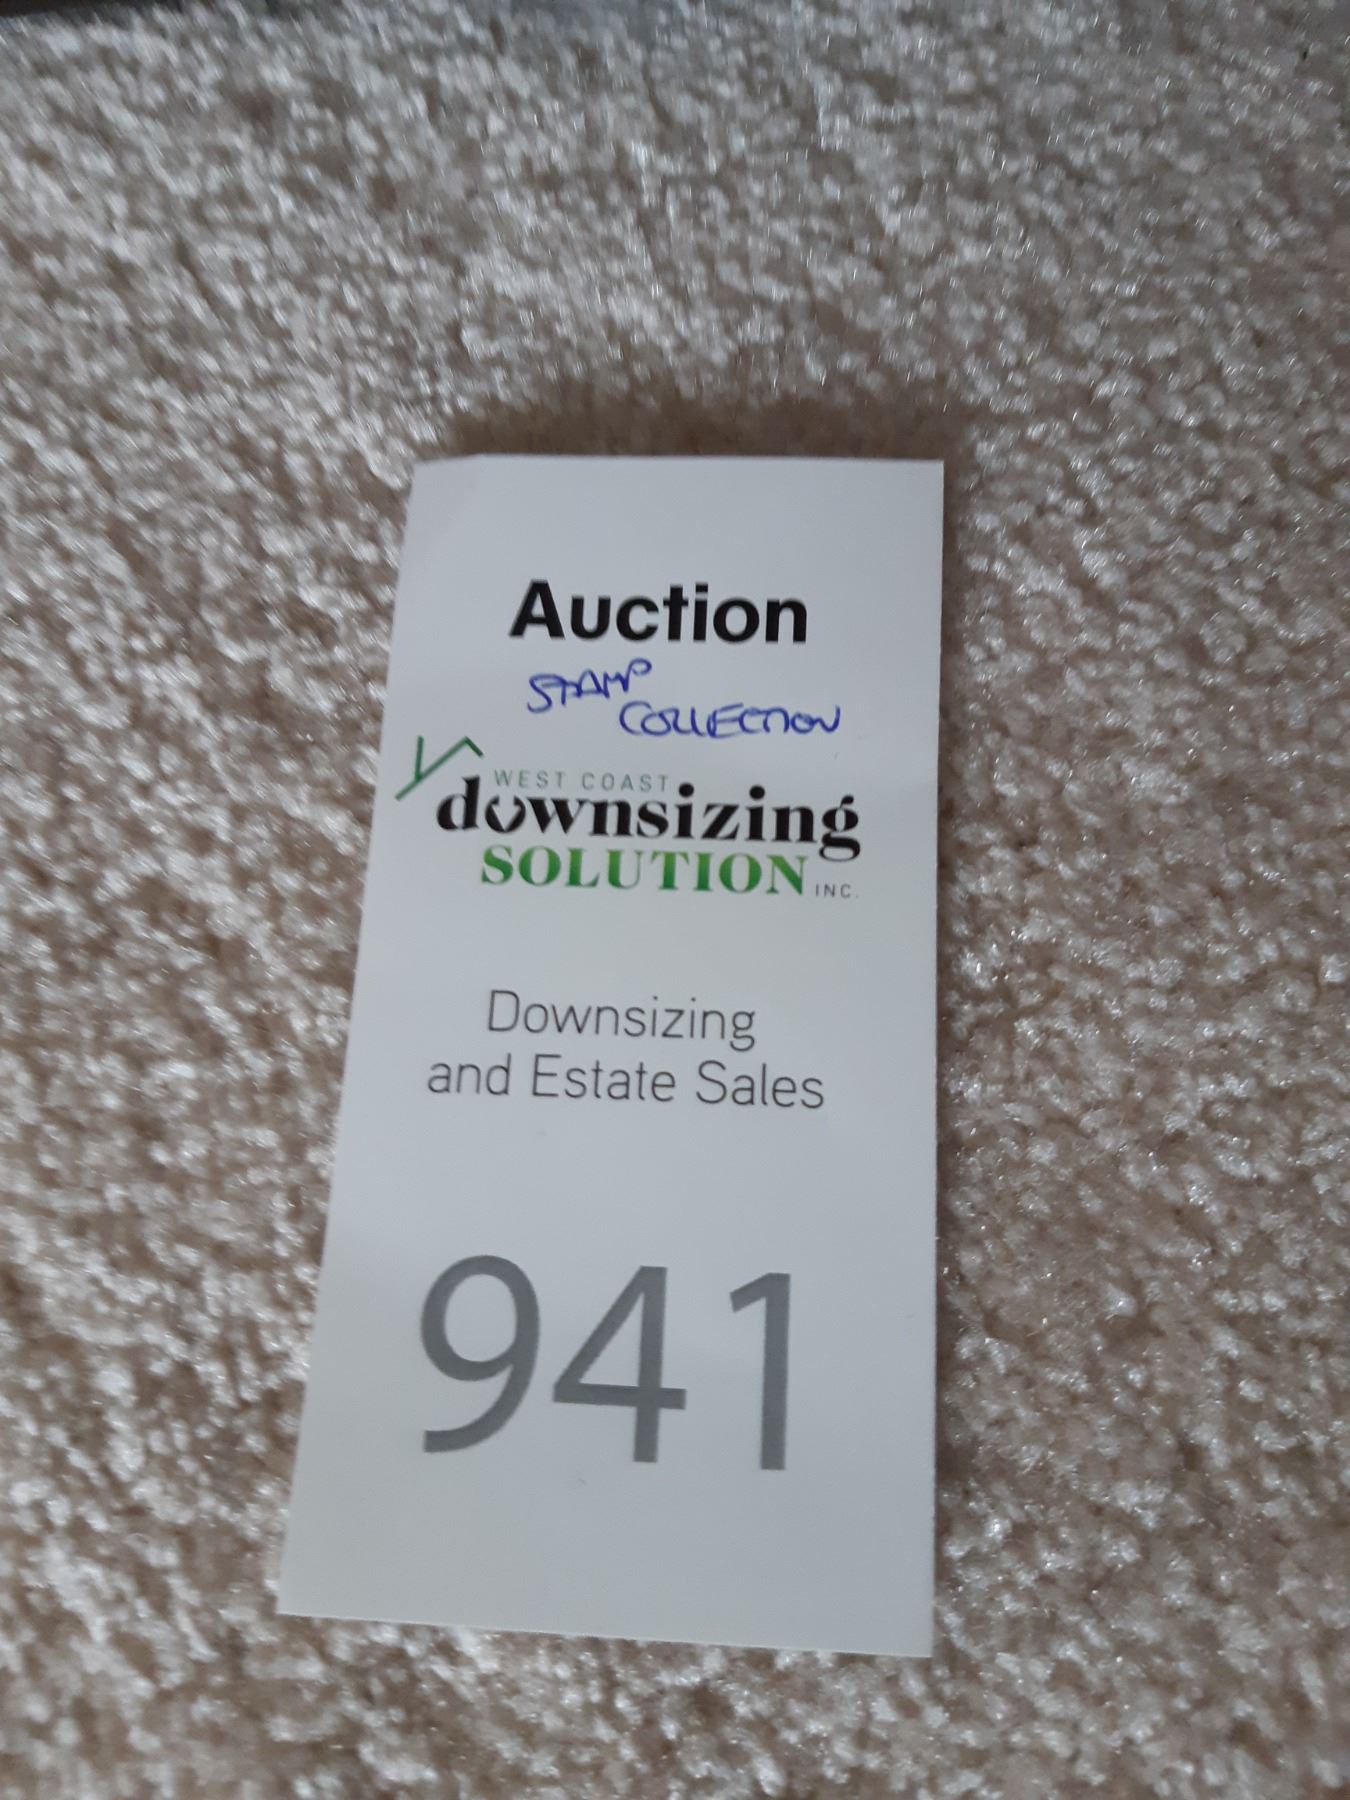 Auction
STAMP
COLLECTION
WEST COAST
downsizing
SOLUTION INC.
Downsizing
and Estate Sales
941